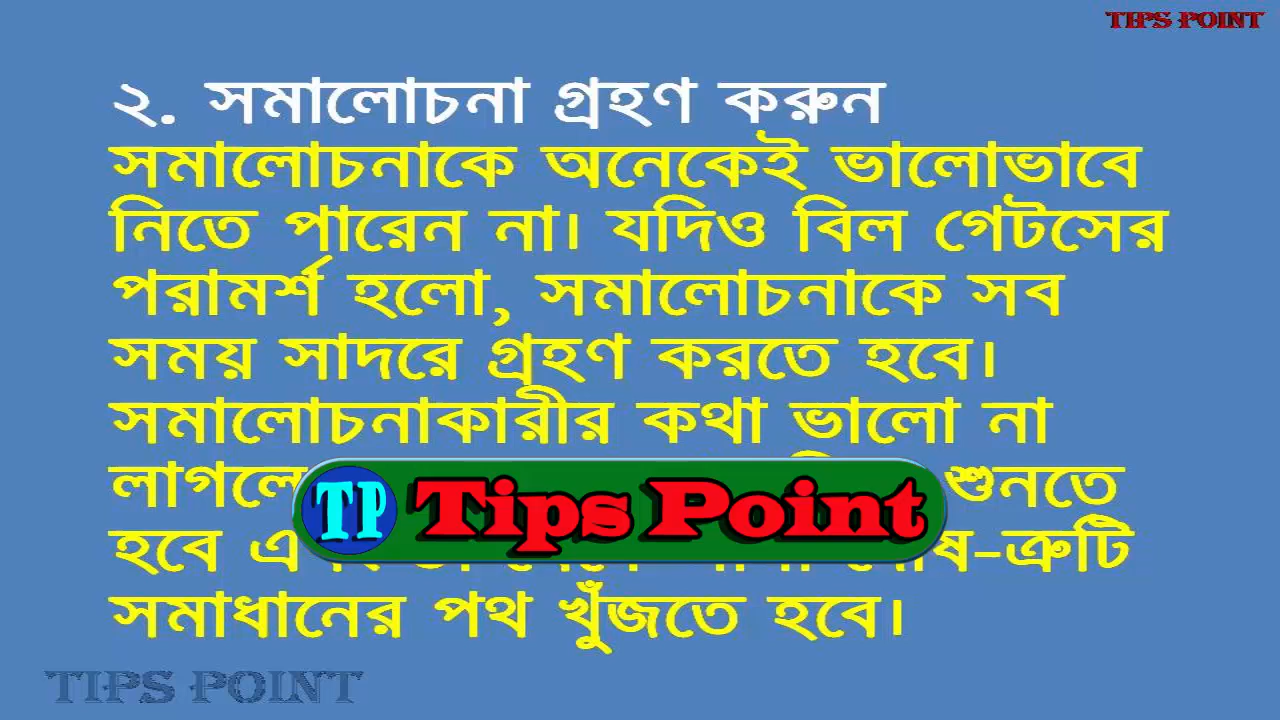 TIPS POINT
২. সমালোচনা গ্রহণ করুন
সমালোচনাকে অনেকেই ভালোভাবে
নিতে পারেন না। যদিও বিল গেটসের
পরামর্শ হলো, সমালোচনাকে সব
সময় সাদরে গ্রহণ করতে হবে।
সমালোচনাকারীর কথা ভালো না
লাগলে শুনতে
TP Tips Point
হবে ত্রুটি
সমাধানের পথ খুঁজতে হবে।
TIPS POINT